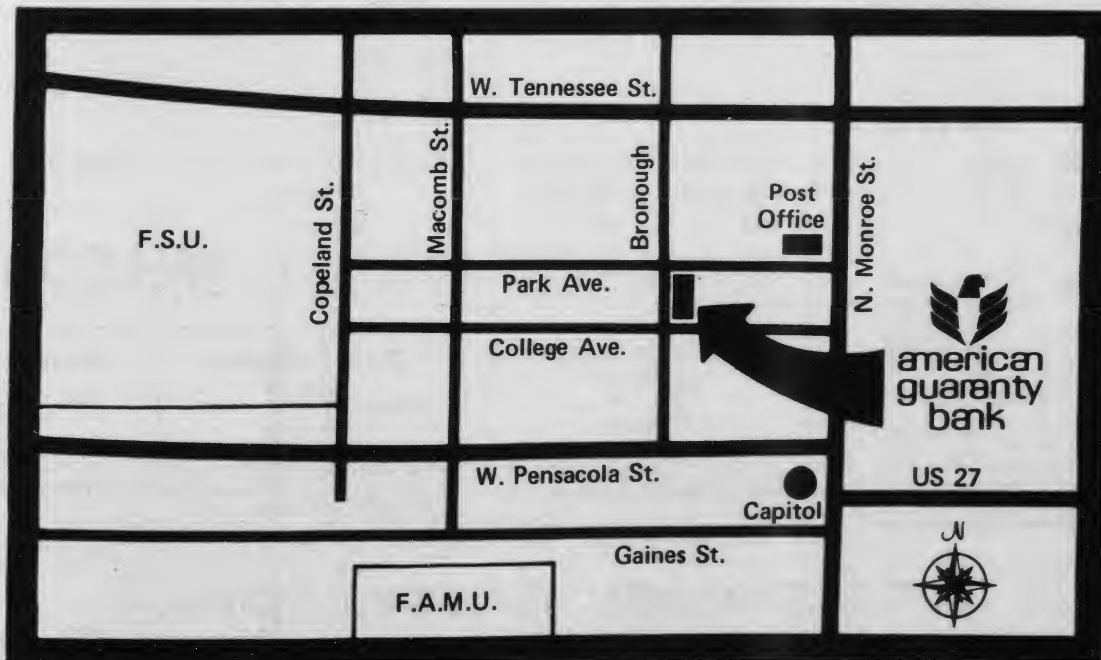 W. Tennessee St.
Copeland St.
Macomb St.
Bronough
Post
Office
N. Monroe St.
F.S.U.
Park Ave.
College Ave.
american
guaranty
bank
W. Pensacola St.
US 27
Capitol
N
Gaines St.
F.A.M.U.